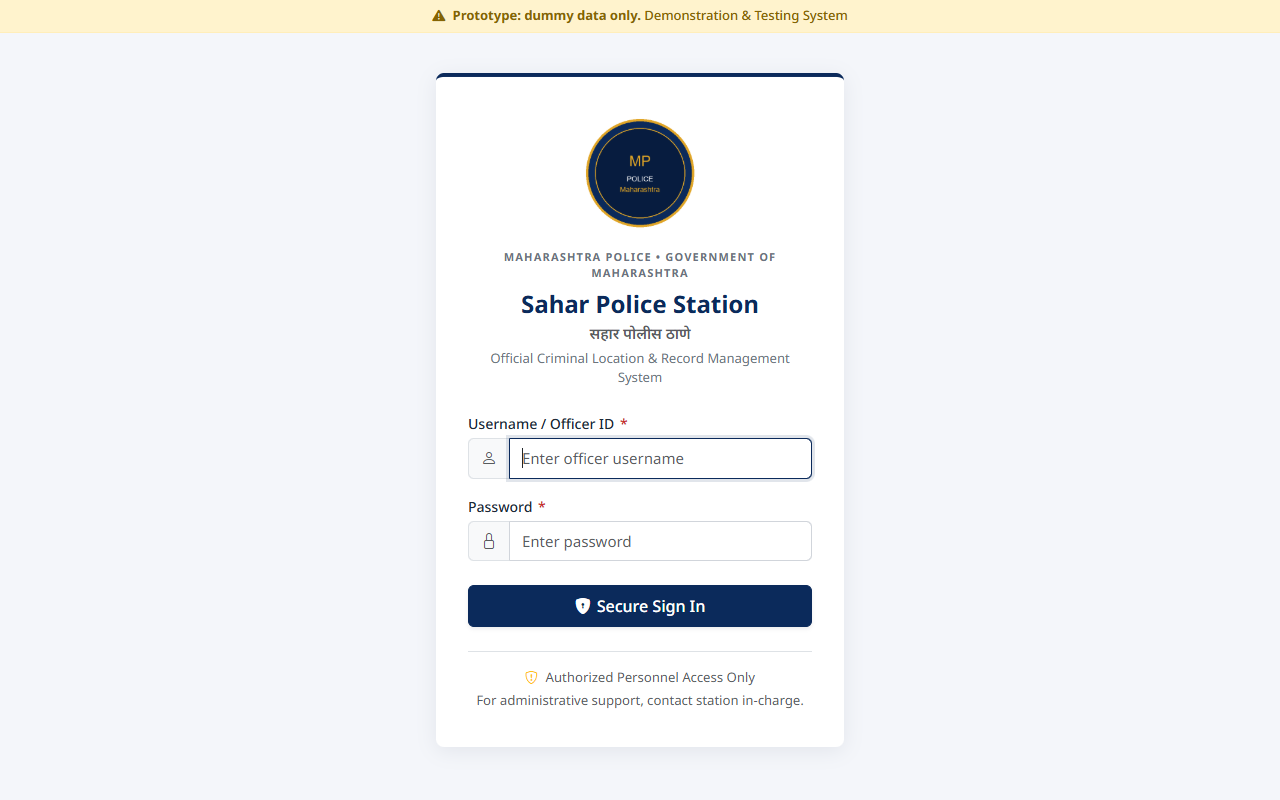 Prototype: dummy data only. Demonstration & Testing System
MP
POLICE
Maharashtra
MAHARASHTRA POLICE • GOVERNMENT OF
MAHARASHTRA
Sahar Police Station
सहार पोलीस ठाणे
Official Criminal Location & Record Management
System
Username / Officer ID *
Enter officer username
Password *
Enter password
Secure Sign In
Authorized Personnel Access Only
For administrative support, contact station in-charge.